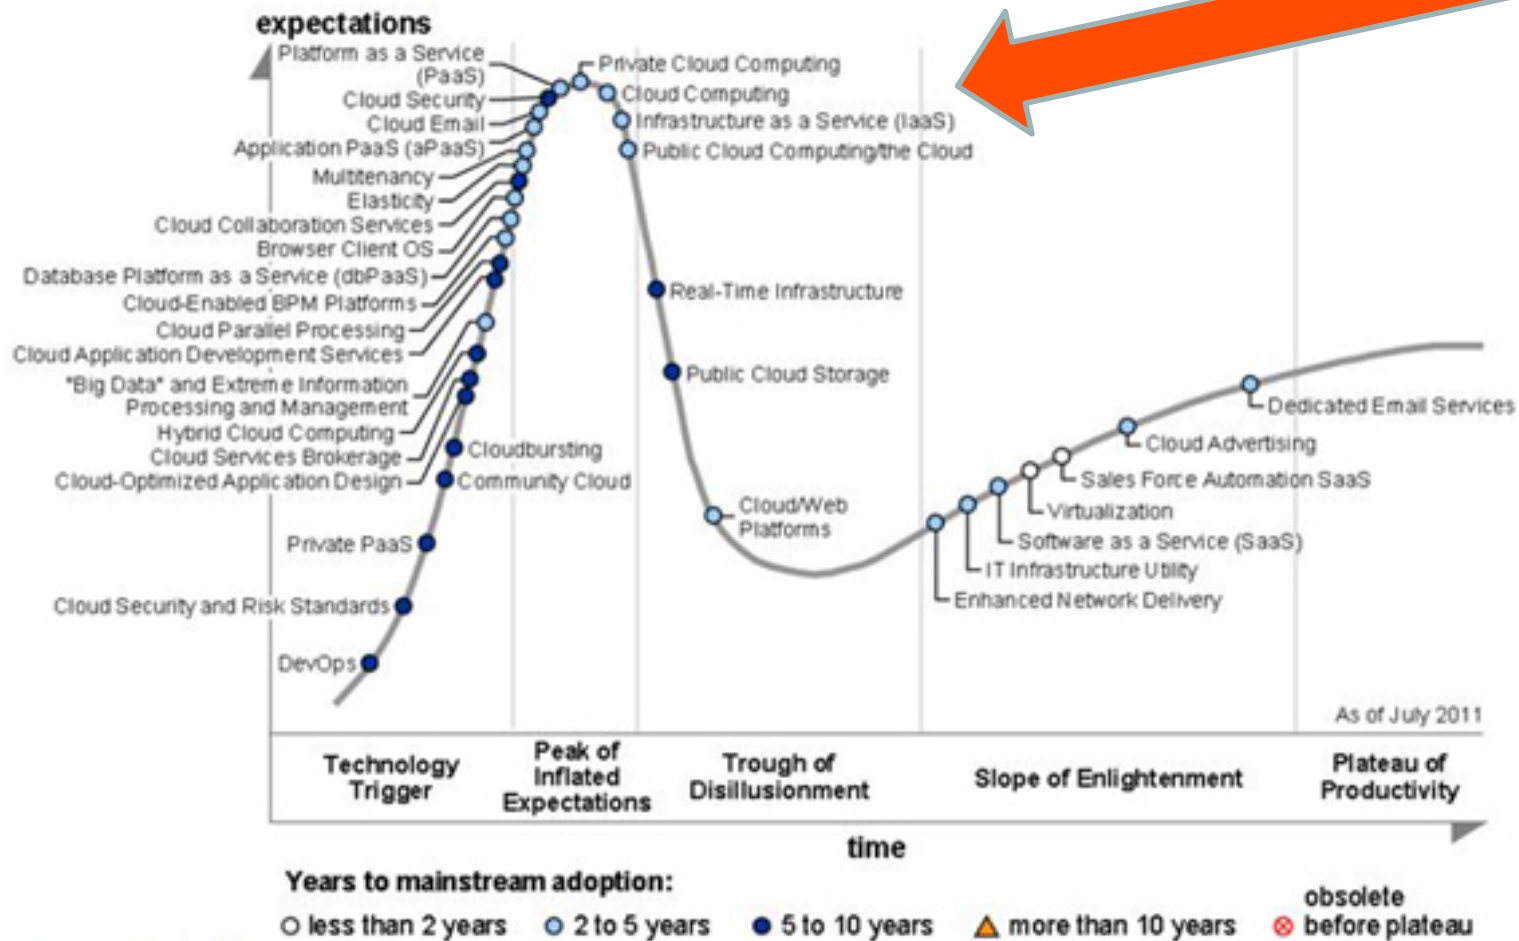 expectations
Platform as a Service
(PaaS)
Cloud Security
Cloud Email
Application PaaS (aPaaS)
Multitenancy
Elasticity
Cloud Collaboration Services
Browser Client OS
Database Platform as a Service (dbPaaS)
Cloud-Enabled BPM Platforms
Cloud Parallel Processing
Cloud Application Development Services
"Big Data" and Extreme Information
Processing and Management
Hybrid Cloud Computing
Cloud Services Brokerage
Cloud-Optimized Application Design
Private PaaS
Cloud Security and Risk Standards
DevOps
Cloudbursting
Community Cloud
Private Cloud Computing
Cloud Computing
Infrastructure as a Service (IaaS)
Public Cloud Computing/the Cloud
Real-Time Infrastructure
Public Cloud Storage
Cloud/Web
Platforms
Dedicated Email Services
Cloud Advertising
Sales Force Automation SaaS
Virtualization
Software as a Service (SaaS)
IT Infrastructure Utility
Enhanced Network Delivery
As of July 2011
Technology
Trigger
Peak of
Inflated
Expectations
Trough of
Disillusionment
Slope of Enlightenment
Plateau of
Productivity
time
Years to mainstream adoption:
less than 2 years
2 to 5 years
5 to 10 years
more than 10 years
obsolete
before plateau